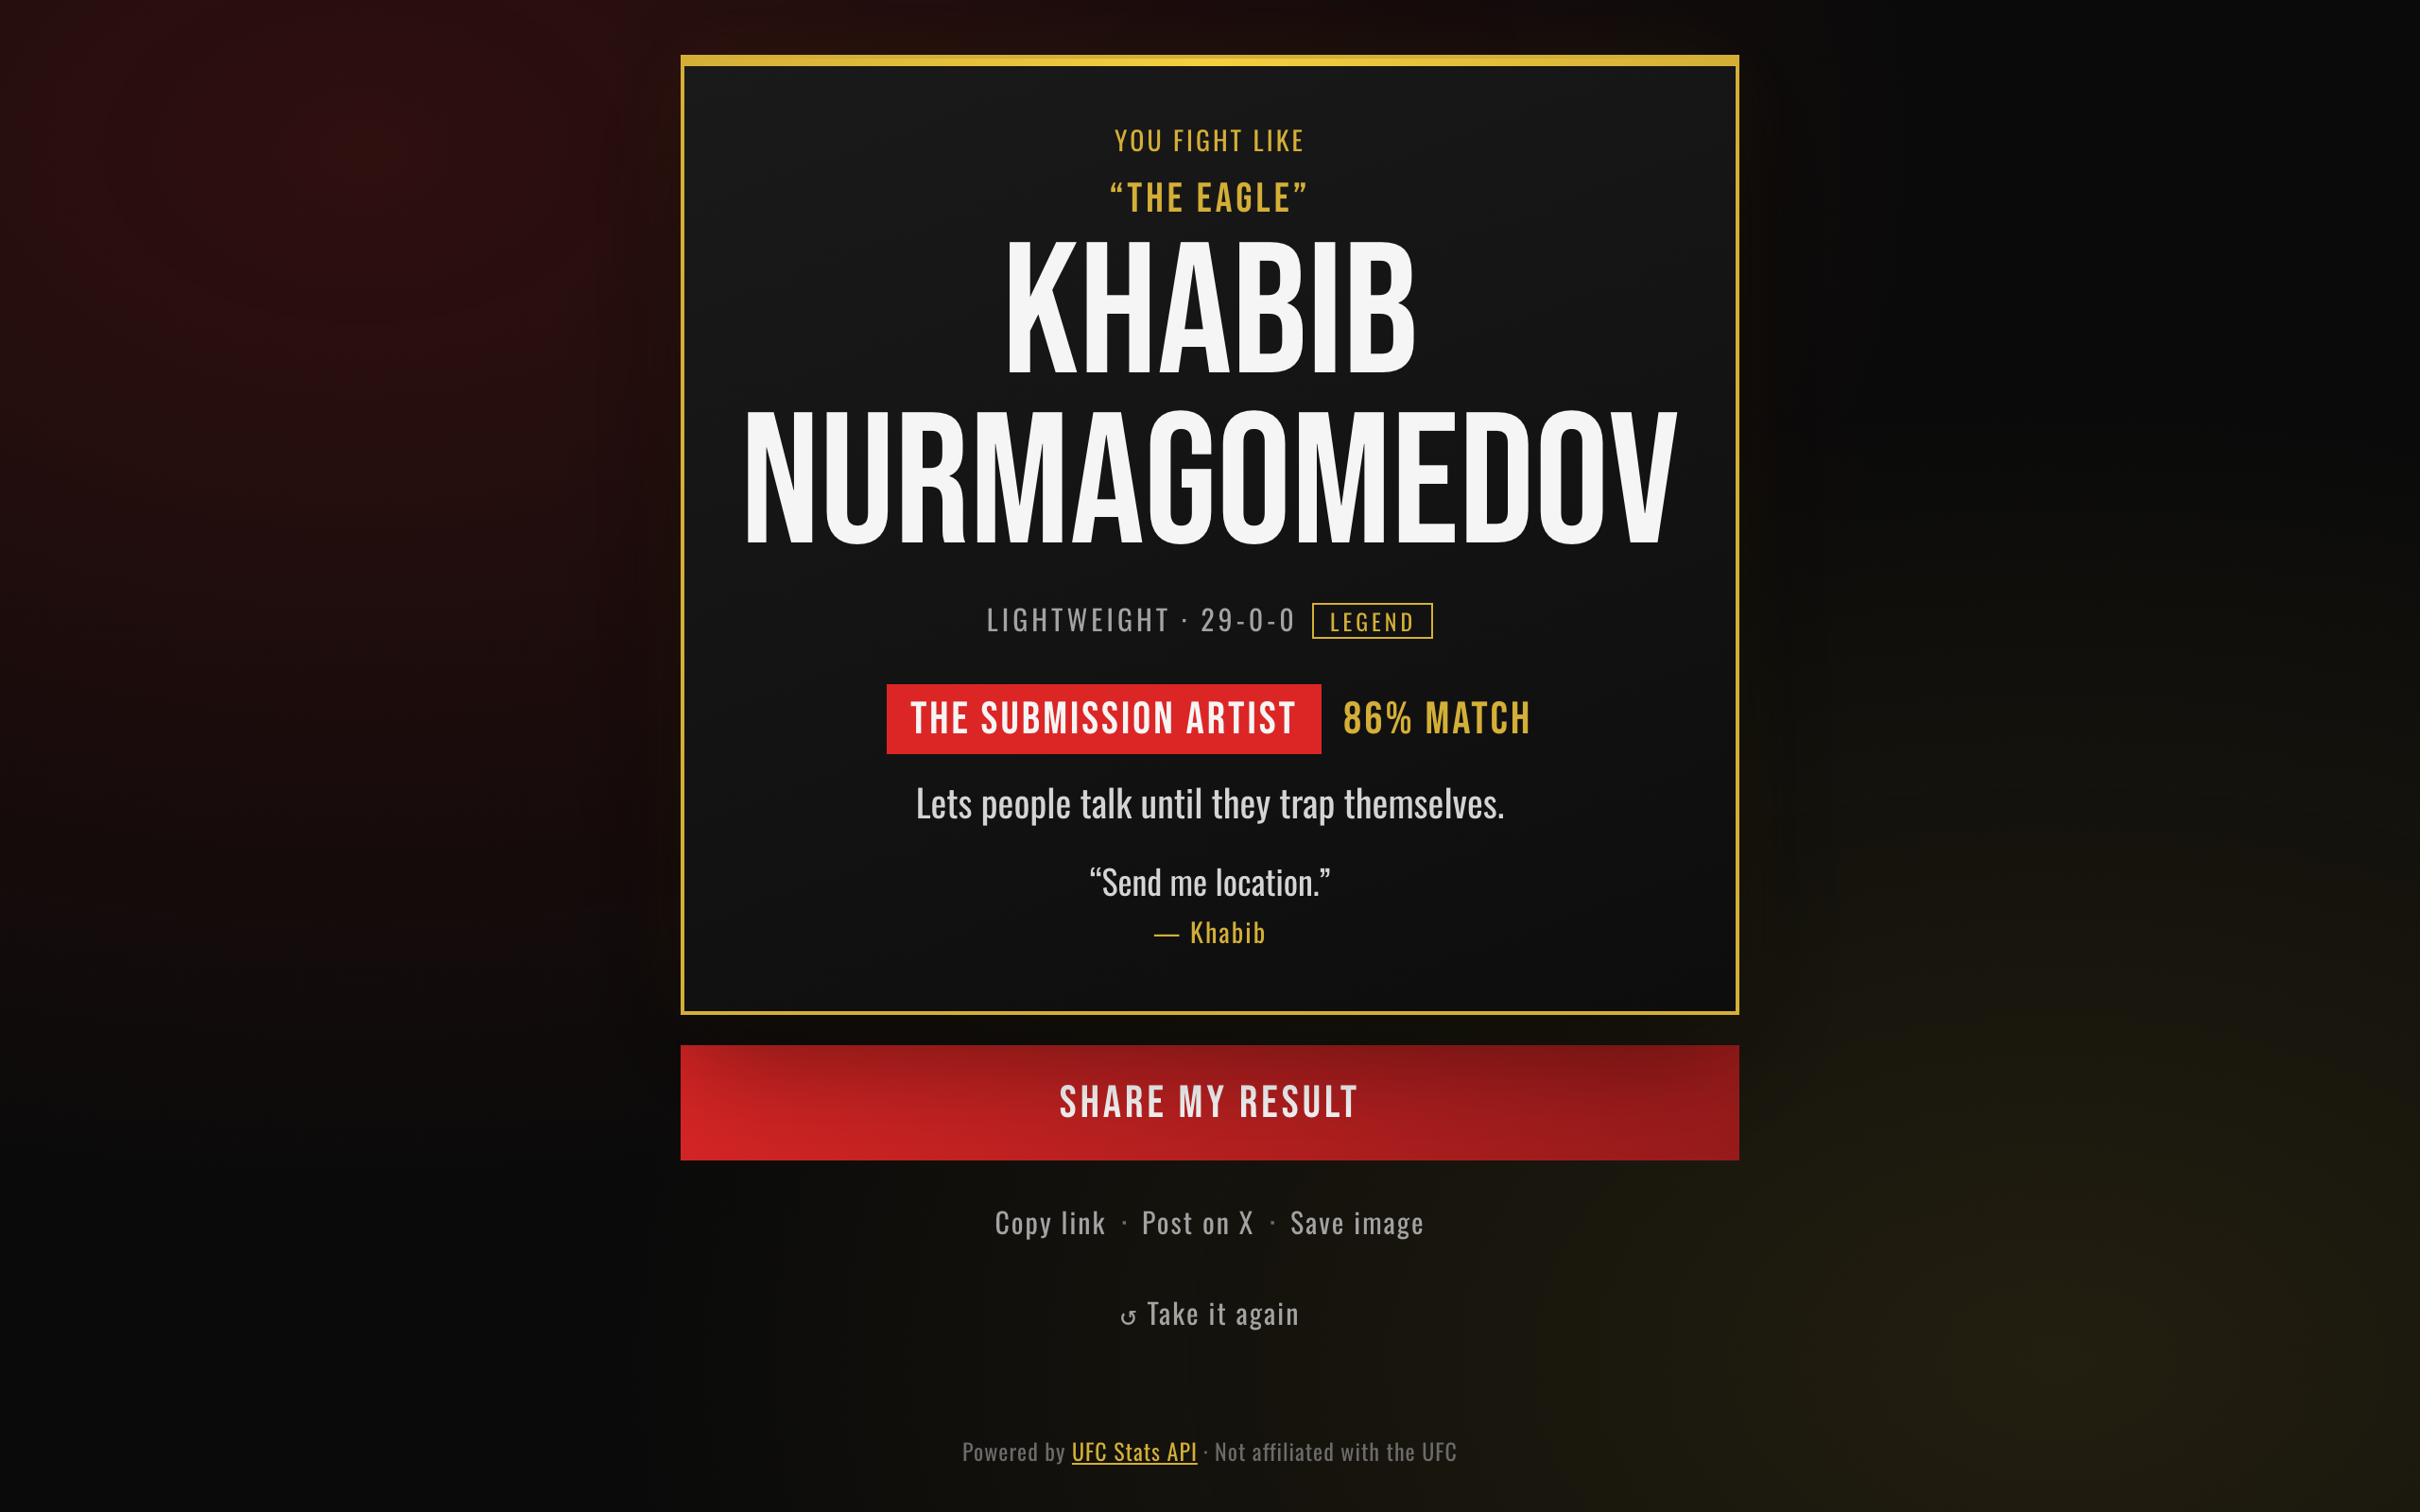 YOU FIGHT LIKE
“THE EAGLE”
KHABIB
NURMAGOMEDOV
LIGHTWEIGHT · 29-0-0 LEGEND
THE SUBMISSION ARTIST 86% MATCH
Lets people talk until they trap themselves.
“Send me location.”
— Khabib
SHARE MY RESULT
Copy link · Post on X · Save image
↺ Take it again
Powered by UFC Stats API · Not affiliated with the UFC